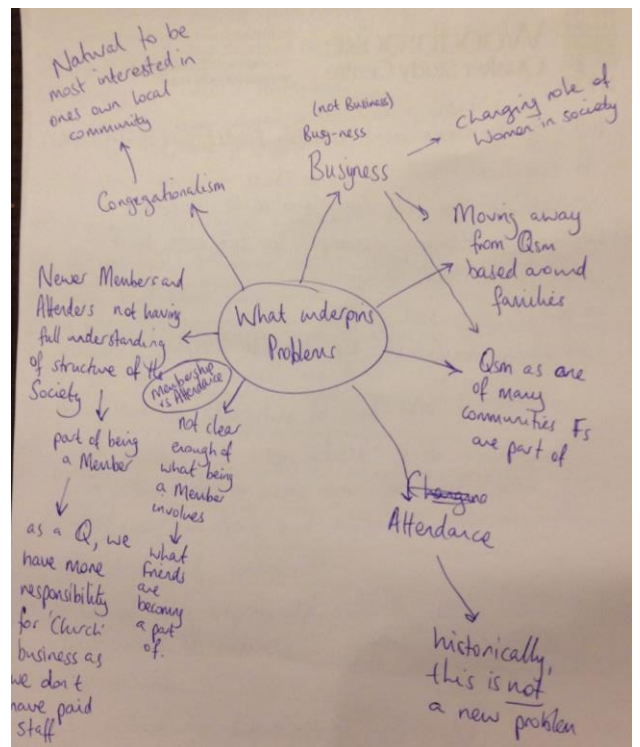 Natural to be
most interested in
ones own local
community
Congegationalism
(not Business)
Busy-ness
Busyness
Changing role of
Women in society
Moving away
from Qsm
based around
families
Qsm as one
of many
communities Fs
are part of
What underpins
Problems
Newer Members and
Attenders not having
full understanding
of structure of the
Society
part of being
a Member
as a Q, we
have more
responsibility
for 'Church'
business as
we don't
have paid
staff
Membership
vs Attendance
not clear
enough of
what being
a Member
involves
what
Friends
are
becoming
a part
of.
Changing
Attendance
historically,
this is not
a new problem